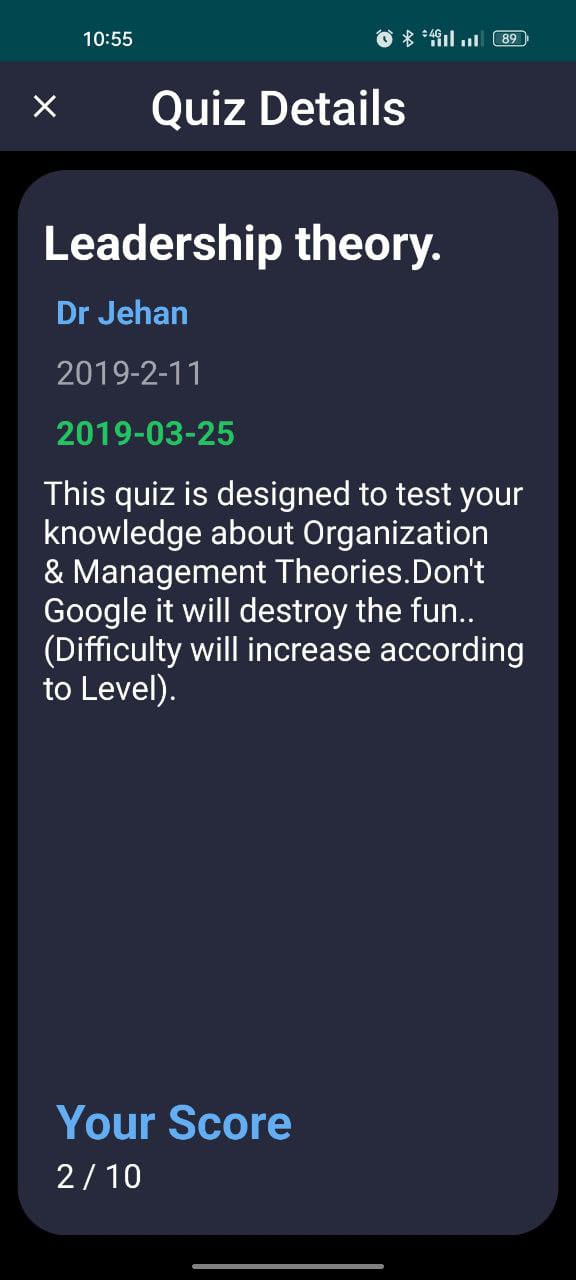 10:55
4G
89
Quiz Details
Leadership theory.
Dr Jehan
2019-2-11
2019-03-25
This quiz is designed to test your
knowledge about Organization
& Management Theories.Don't
Google it will destroy the fun..
(Difficulty will increase according
to Level).
Your Score
2 / 10